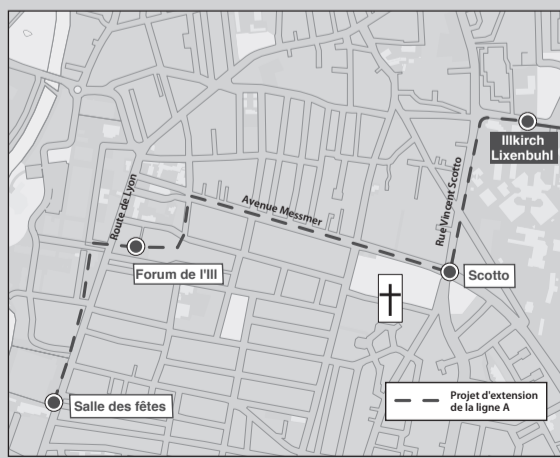 Illkirch
Lixenbuhl
Route de Lyon
Avenue Messmer
Rue Vincent Scotto
Forum de l'Ill
Scotto
Salle des fêtes
Projet d'extension
de la ligne A